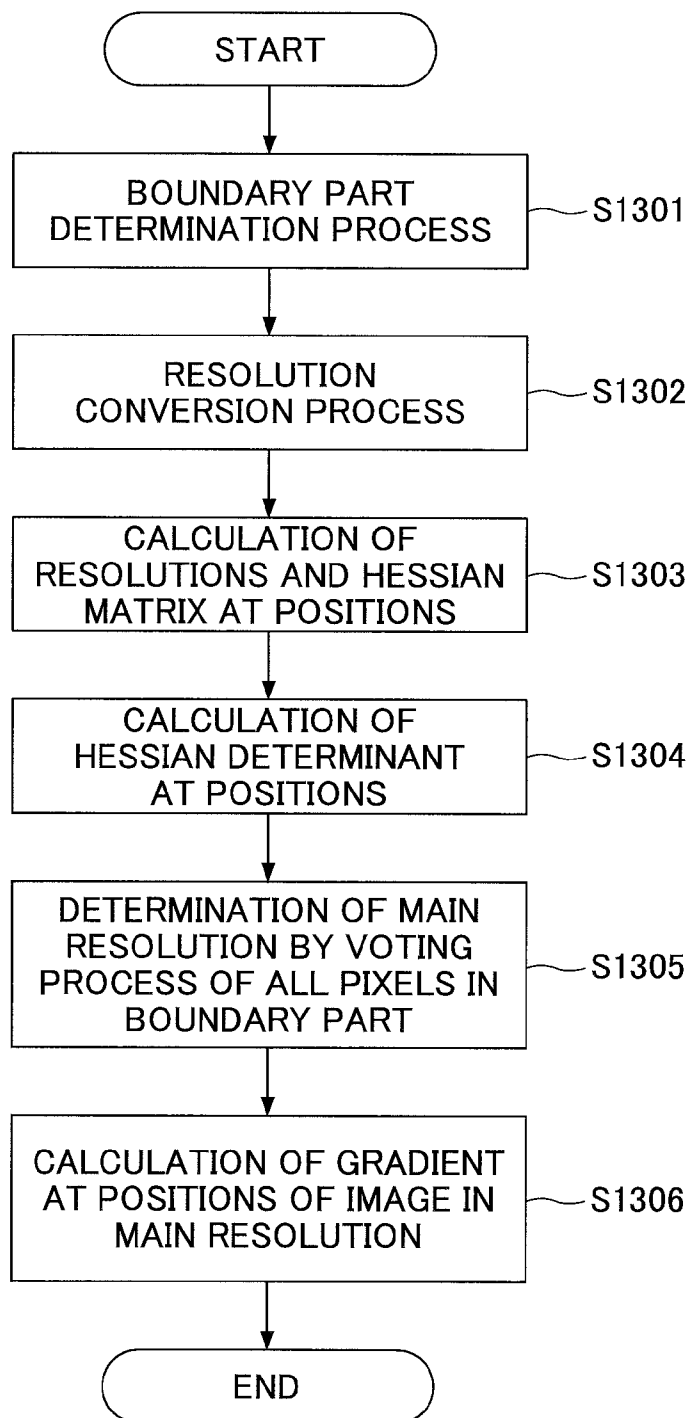 START
BOUNDARY PART
DETERMINATION PROCESS
S1301
RESOLUTION
CONVERSION PROCESS
S1302
CALCULATION OF
RESOLUTIONS AND HESSIAN
MATRIX AT POSITIONS
S1303
CALCULATION OF
HESSIAN DETERMINANT
AT POSITIONS
S1304
DETERMINATION OF MAIN
RESOLUTION BY VOTING
PROCESS OF ALL PIXELS IN
BOUNDARY PART
S1305
CALCULATION OF GRADIENT
AT POSITIONS OF IMAGE IN
MAIN RESOLUTION
S1306
END